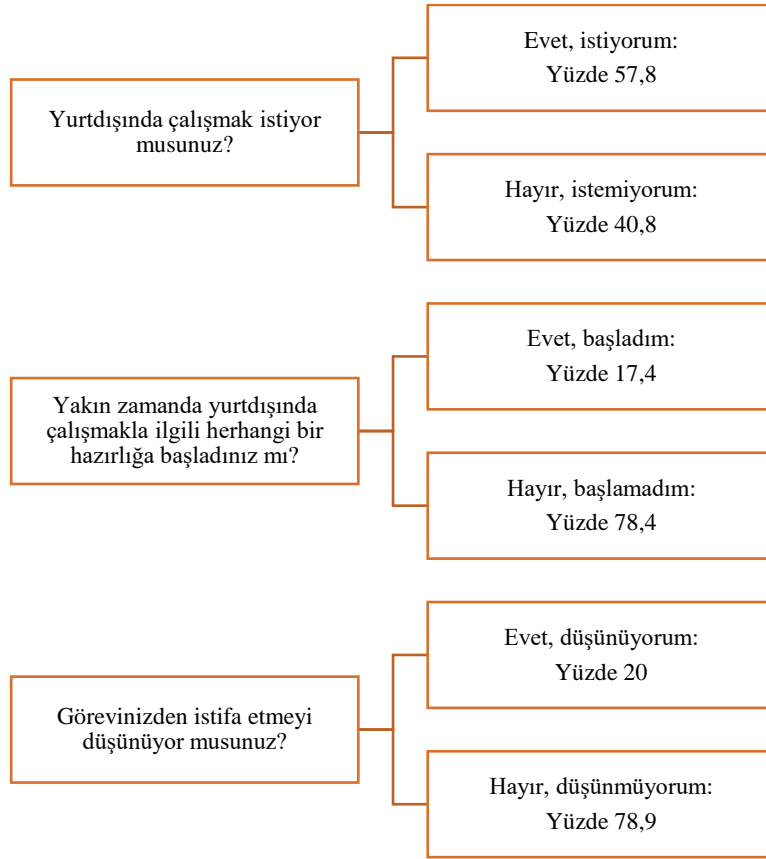 Yurtdışında çalışmak istiyor
musunuz?
Evet, istiyorum:
Yüzde 57,8
Hayır, istemiyorum:
Yüzde 40,8
Yakın zamanda yurtdışında
çalışmakla ilgili herhangi bir
hazırlığa başladınız mı?
Evet, başladım:
Yüzde 17,4
Hayır, başlamadım:
Yüzde 78,4
Görevinizden istifa etmeyi
düşünüyor musunuz?
Evet, düşünüyorum:
Yüzde 20
Hayır, düşünmüyorum:
Yüzde 78,9